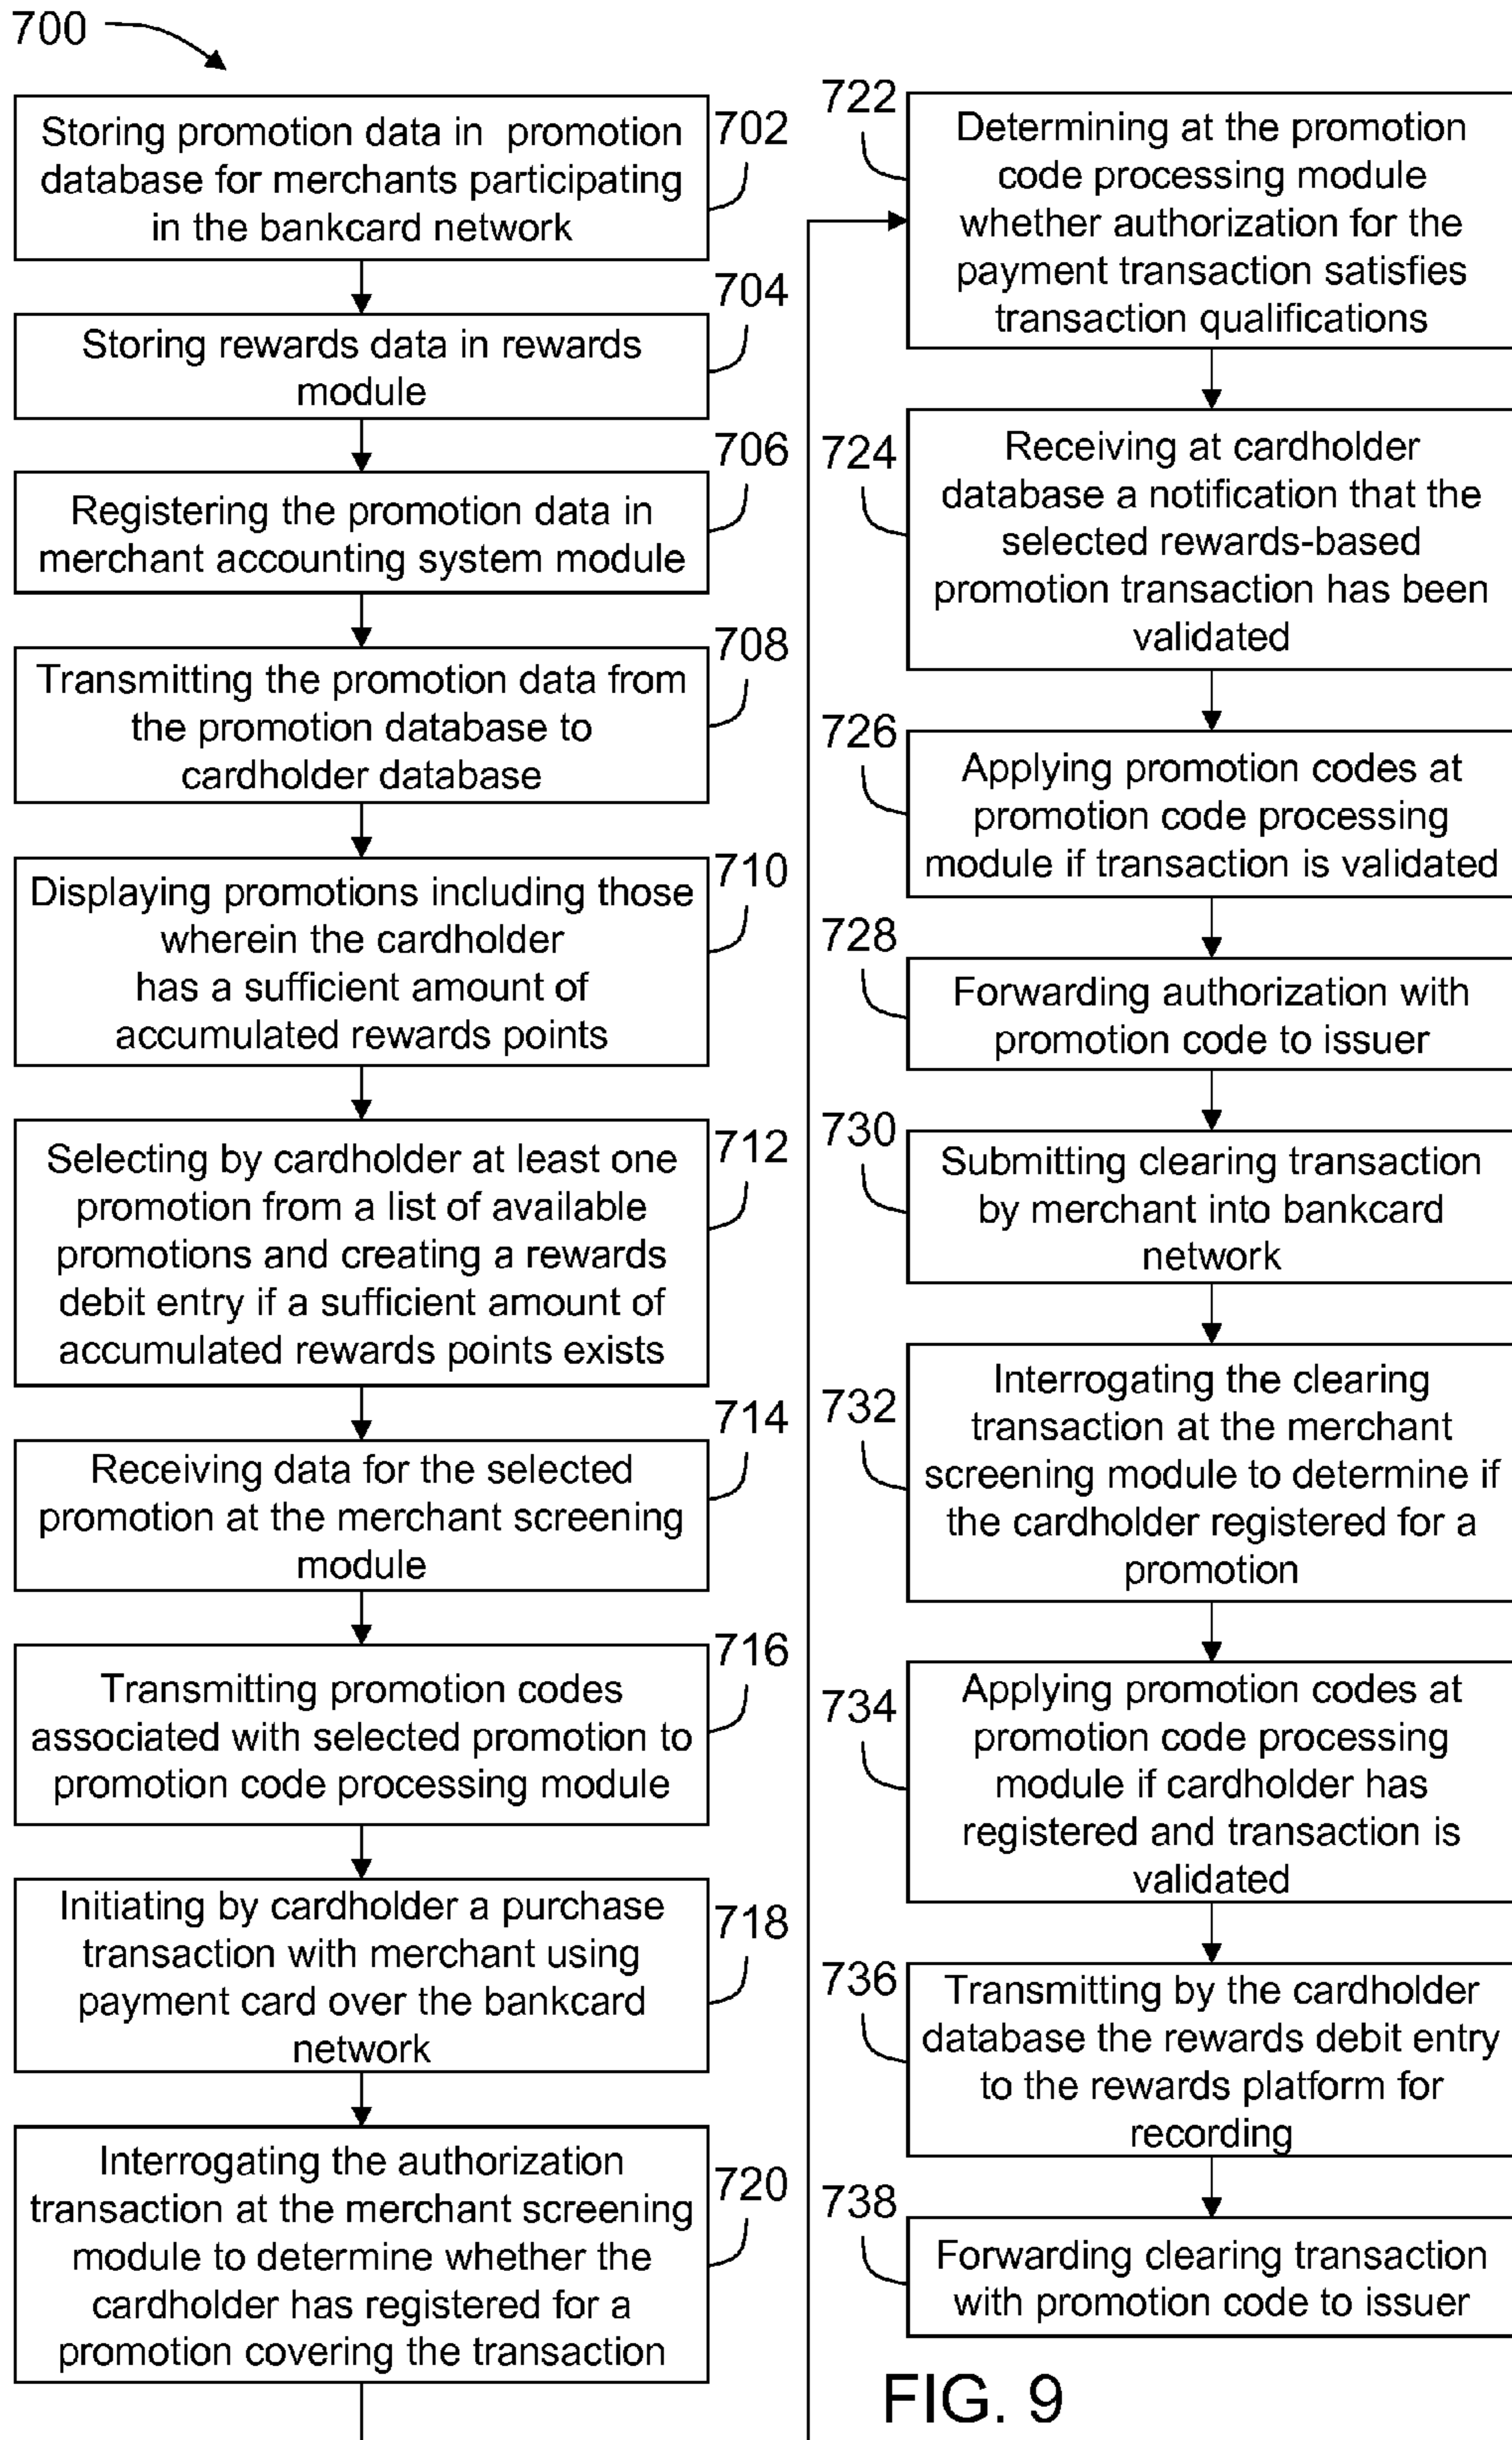 700
Storing promotion data in promotion
database for merchants participating
in the bankcard network
702
Storing rewards data in rewards
module
704
Registering the promotion data in
merchant accounting system module
706
Transmitting the promotion data from
the promotion database to
cardholder database
708
Displaying promotions including those
wherein the cardholder
has a sufficient amount of
accumulated rewards points
710
Selecting by cardholder at least one
promotion from a list of available
promotions and creating a rewards
debit entry if a sufficient amount of
accumulated rewards points exists
712
Receiving data for the selected
promotion at the merchant screening
module
714
Transmitting promotion codes
associated with selected promotion to
promotion code processing module
716
Initiating by cardholder a purchase
transaction with merchant using
payment card over the bankcard
network
718
Interrogating the authorization
transaction at the merchant screening
module to determine whether the
cardholder has registered for a
promotion covering the transaction
720
722
Determining at the promotion
code processing module
whether authorization for the
payment transaction satisfies
transaction qualifications
724
Receiving at cardholder
database a notification that the
selected rewards-based
promotion transaction has been
validated
726
Applying promotion codes at
promotion code processing
module if transaction is validated
728
Forwarding authorization with
promotion code to issuer
730
Submitting clearing transaction
by merchant into bankcard
network
732
Interrogating the clearing
transaction at the merchant
screening module to determine if
the cardholder registered for a
promotion
734
Applying promotion codes at
promotion code processing
module if cardholder has
registered and transaction is
validated
736
Transmitting by the cardholder
database the rewards debit entry
to the rewards platform for
recording
738
Forwarding clearing transaction
with promotion code to issuer
FIG. 9